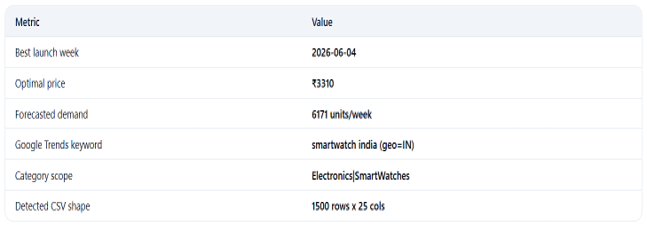 Metric Value
Best launch week 2026-06-04
Optimal price ₹3310
Forecasted demand 6171 units/week
Google Trends keyword smartwatch india (geo=IN)
Category scope Electronics|SmartWatches
Detected CSV shape 1500 rows x 25 cols